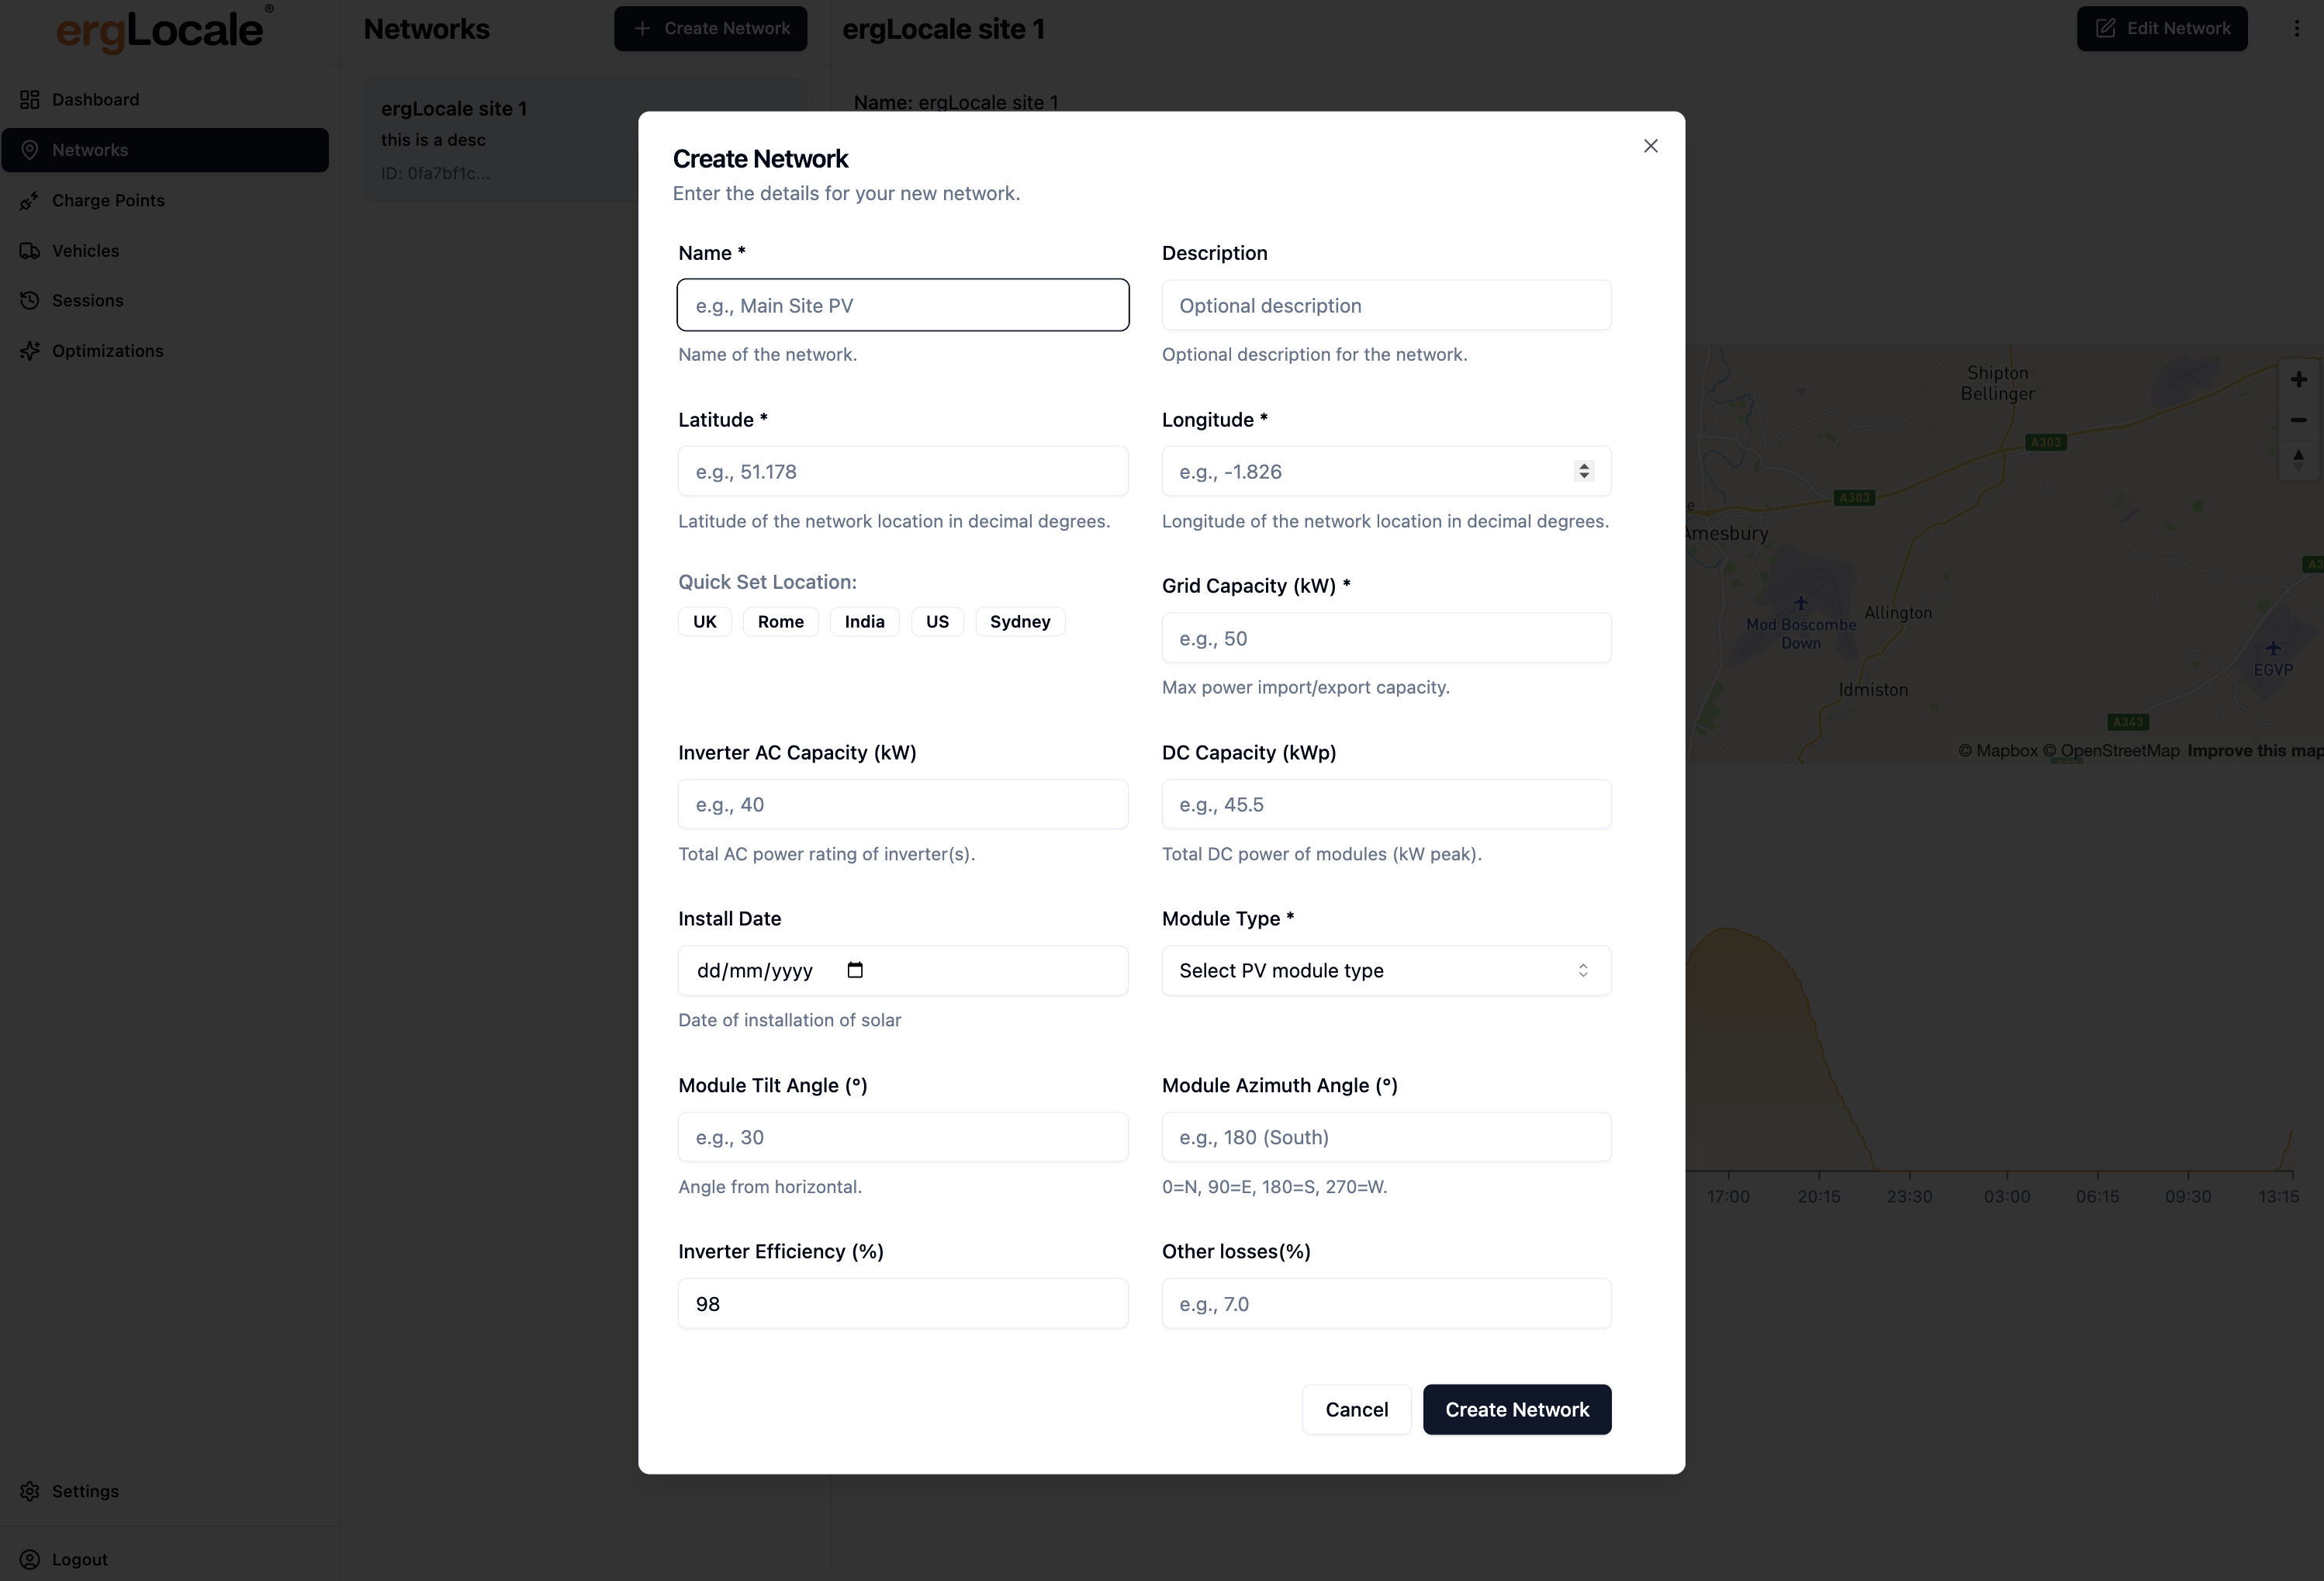 ergLocale®
Dashboard
Networks
Charge Points
Vehicles
Sessions
Optimizations
Settings
Logout
Networks
Create Network
ergLocale site 1
this is a desc
ID: 0fa7bf1c...
ergLocale site 1
Edit Network
Name: ergLocale site 1
Create Network
Enter the details for your new network.
Name *
e.g., Main Site PV
Name of the network.
Description
Optional description
Optional description for the network.
Latitude *
e.g., 51.178
Latitude of the network location in decimal degrees.
Longitude *
e.g., -1.826
Longitude of the network location in decimal degrees.
Quick Set Location:
UK Rome India US Sydney
Grid Capacity (kW) *
e.g., 50
Max power import/export capacity.
Inverter AC Capacity (kW)
e.g., 40
Total AC power rating of inverter(s).
DC Capacity (kWp)
e.g., 45.5
Total DC power of modules (kW peak).
Install Date
dd/mm/yyyy
Date of installation of solar
Module Type *
Select PV module type
Module Tilt Angle (°)
e.g., 30
Angle from horizontal.
Module Azimuth Angle (°)
e.g., 180 (South)
0=N, 90=E, 180=S, 270=W.
Inverter Efficiency (%)
98
Other losses(%)
e.g., 7.0
Cancel
Create Network
Shipton
Bellinger
A303
A303
Amesbury
Allington
Mod Boscombe
Down
EGVP
Idmiston
A343
© Mapbox © OpenStreetMap Improve this map
17:00 20:15 23:30 03:00 06:15 09:30 13:15